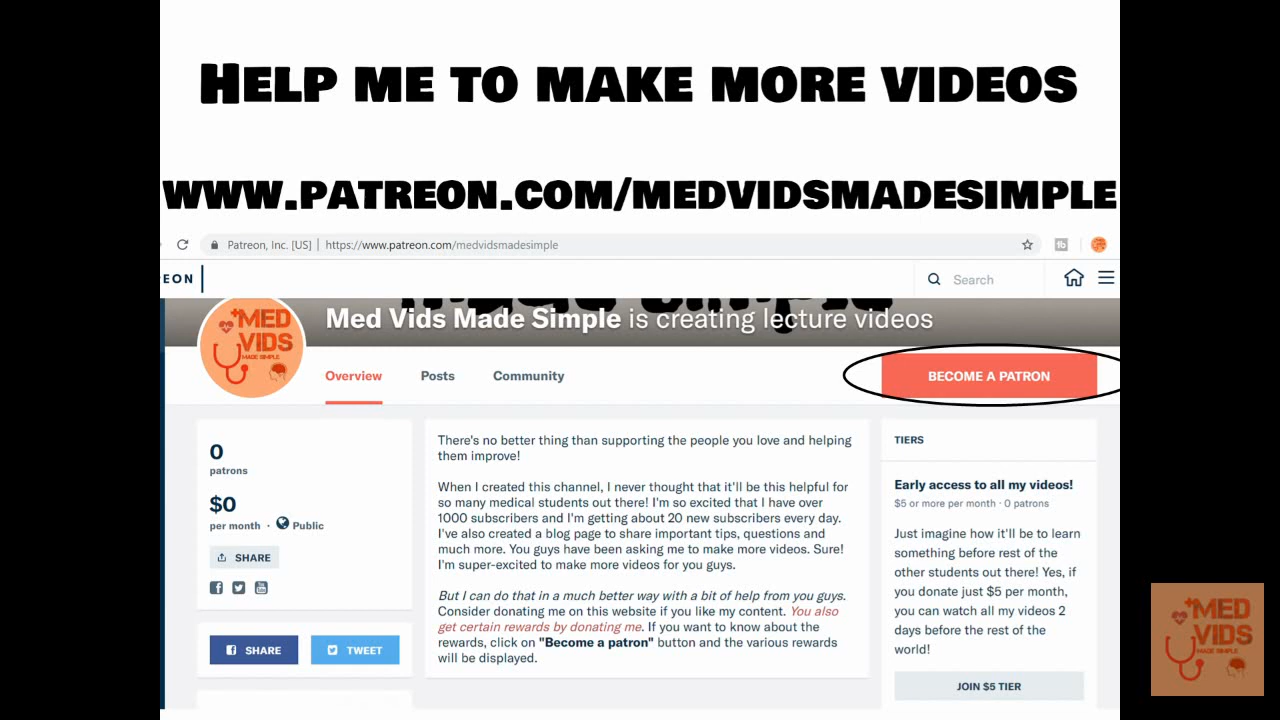 Help me to make more videos
www.patreon.com/medvidsmadesimple
Patreon, Inc. [US] | https://www.patreon.com/medvidsmadesimple
EON
Search
Med Vids Made Simple is creating lecture videos
MED
VIDS
MADE SIMPLE
Overview
Posts
Community
BECOME A PATRON
0
patrons
$0
per month · Public
SHARE
SHARE
TWEET
There's no better thing than supporting the people you love and helping
them improve!
When I created this channel, I never thought that it'll be this helpful for
so many medical students out there! I'm so excited that I have over
1000 subscribers and I'm getting about 20 new subscribers every day.
I've also created a blog page to share important tips, questions and
much more. You guys have been asking me to make more videos. Sure!
I'm super-excited to make more videos for you guys.
But I can do that in a much better way with a bit of help from you guys.
Consider donating me on this website if you like my content. You also
get certain rewards by donating me. If you want to know about the
rewards, click on "Become a patron" button and the various rewards
will be displayed.
TIERS
Early access to all my videos!
$5 or more per month · 0 patrons
Just imagine how it'll be to learn
something before rest of the
other students out there! Yes, if
you donate just $5 per month,
you can watch all my videos 2
days before the rest of the
world!
JOIN $5 TIER
MED
VIDS
MADE SIMPLE